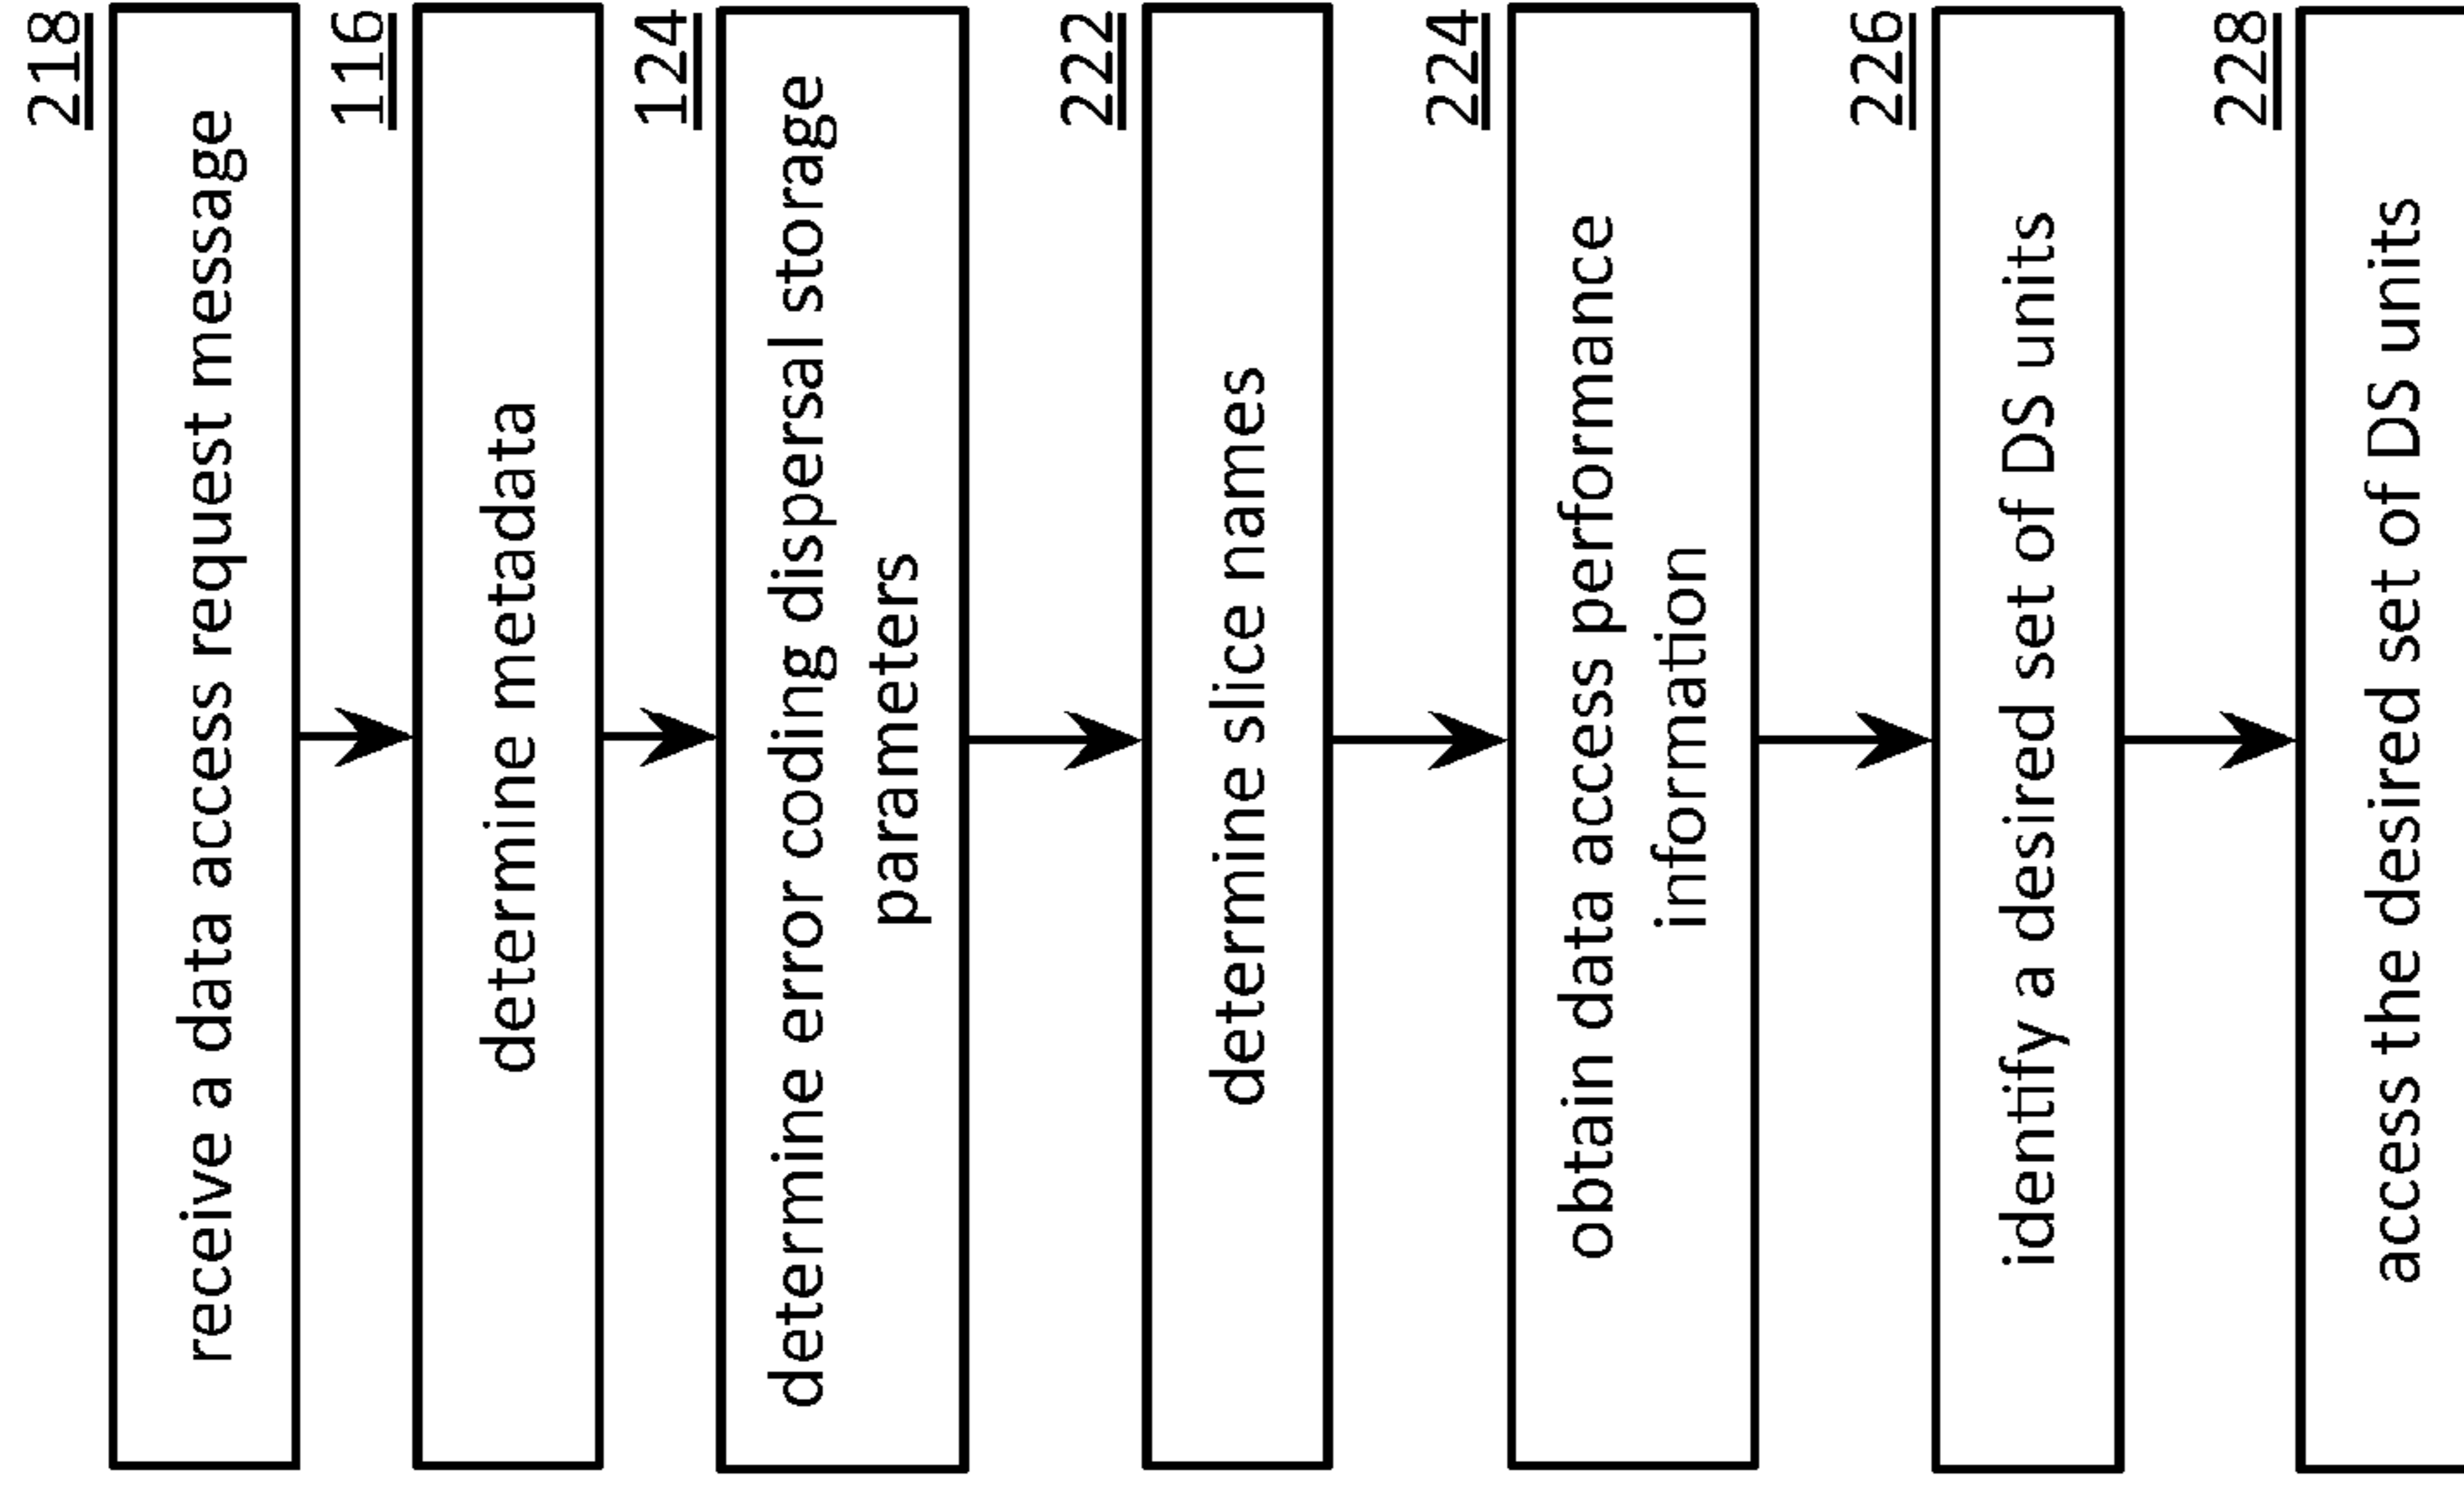 218
receive a data access request message
116
determine metadata
124
determine error coding dispersal storage
parameters
222
determine slice names
224
obtain data access performance
information
226
identify a desired set of DS units
228
access the desired set of DS units